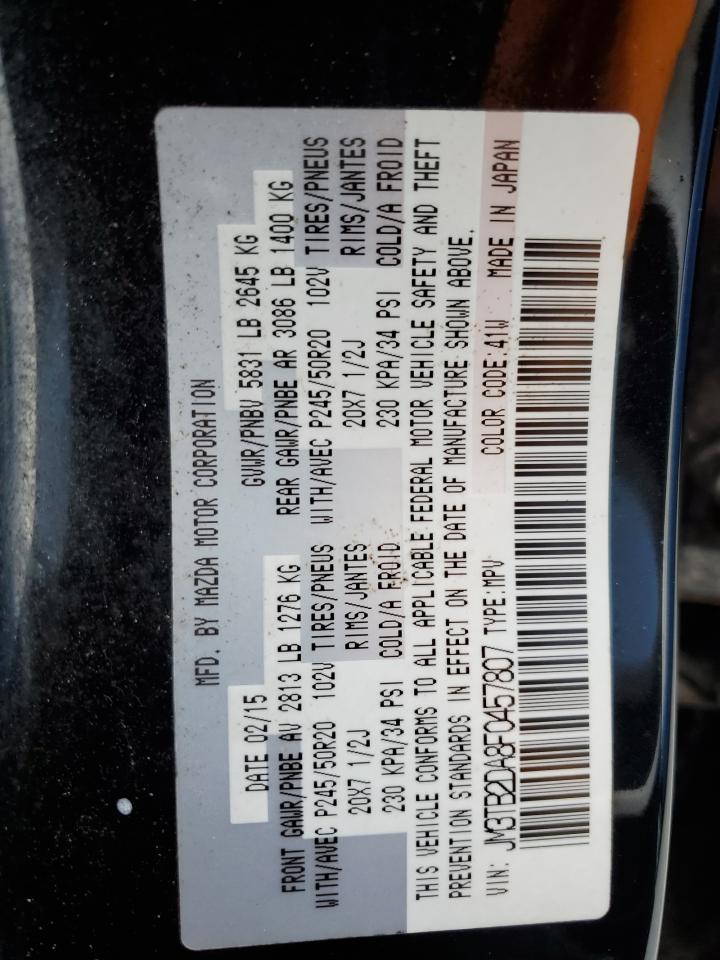 MFD. BY MAZDA MOTOR CORPORATION
DATE 02/15 GVWR/PNBV 5831 LB 2645 KG
FRONT GAWR/PNBE AV 2813 LB 1276 KG REAR GAWR/PNBE AR 3086 LB 1400 KG
WITH/AVEC P245/50R20 102V TIRES/PNEUS WITH/AVEC P245/50R20 102V TIRES/PNEUS
20X7 1/2J RIMS/JANTES 20X7 1/2J RIMS/JANTES
230 KPA/34 PSI COLD/A FROID 230 KPA/34 PSI COLD/A FROID
THIS VEHICLE CONFORMS TO ALL APPLICABLE FEDERAL MOTOR VEHICLE SAFETY AND THEFT
PREVENTION STANDARDS IN EFFECT ON THE DATE OF MANUFACTURE SHOWN ABOVE.
VIN: JM3TB2DA8F0457807 TYPE:MPV COLOR CODE:41W MADE IN JAPAN